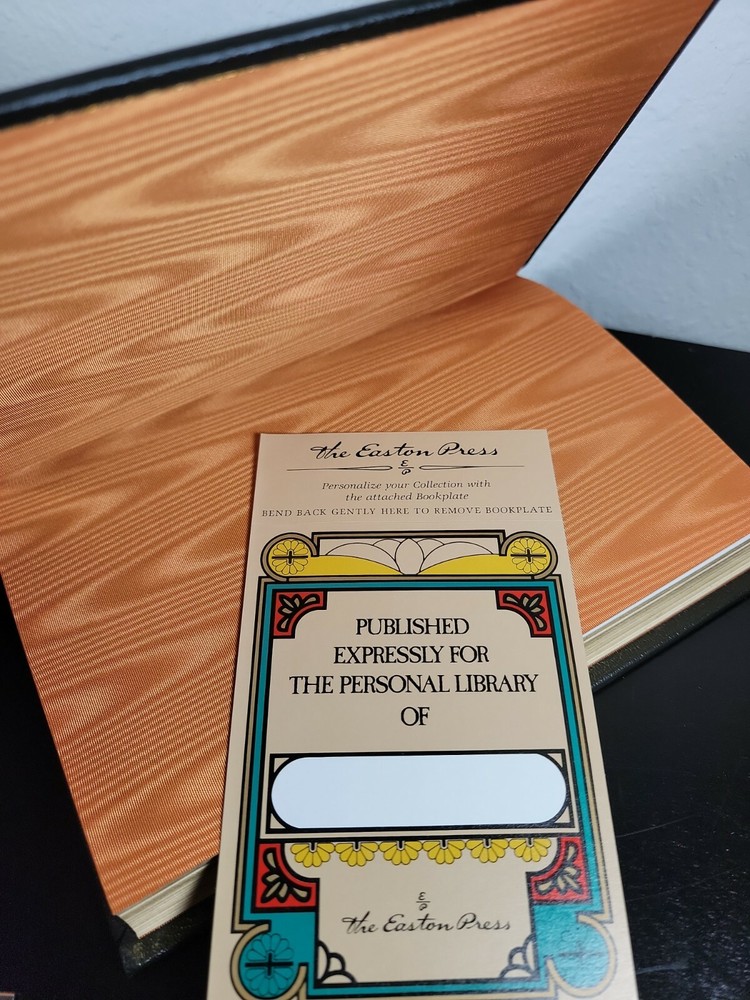 The Easton Press
Personalize your Collection with
the attached Bookplate
BEND BACK GENTLY HERE TO REMOVE BOOKPLATE
PUBLISHED
EXPRESSLY FOR
THE PERSONAL LIBRARY
OF
The Easton Press